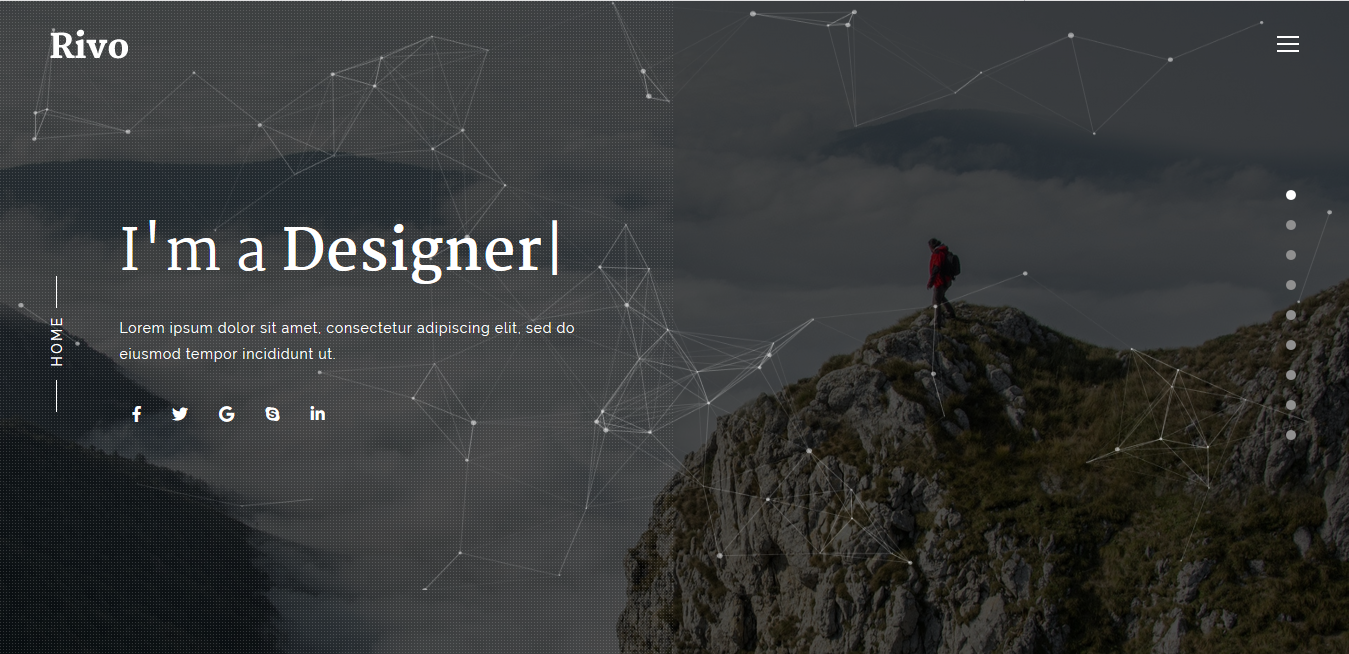 Rivo
I'm a Designer|
Lorem ipsum dolor sit amet, consectetur adipiscing elit, sed do
eiusmod tempor incididunt ut.
HOME